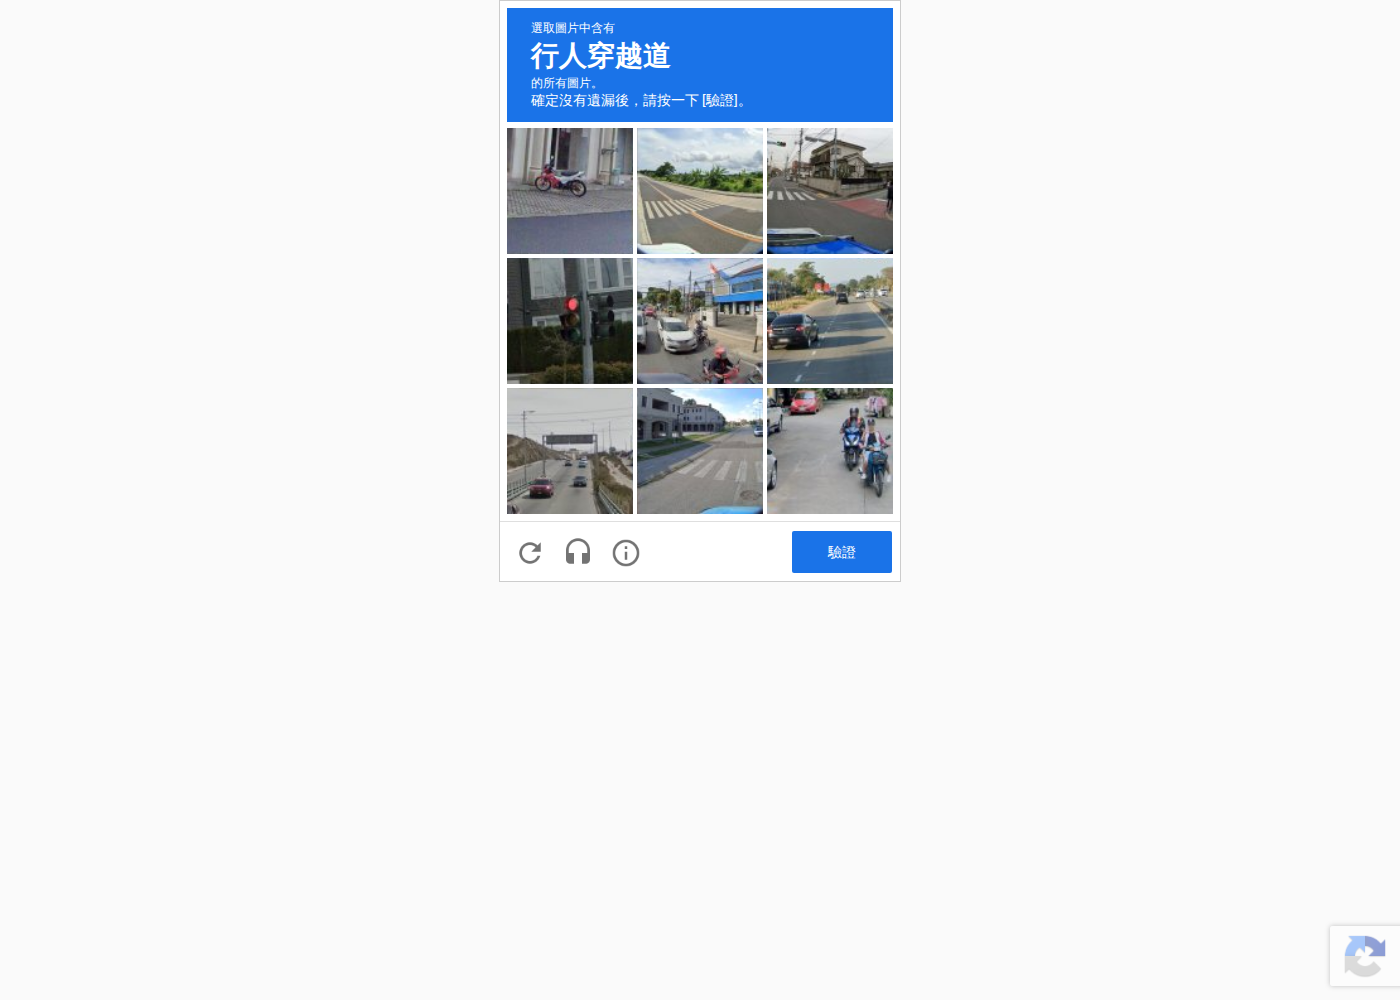 選取圖片中含有
行人穿越道
的所有圖片。
確定沒有遺漏後，請按一下 [驗證]。
驗證